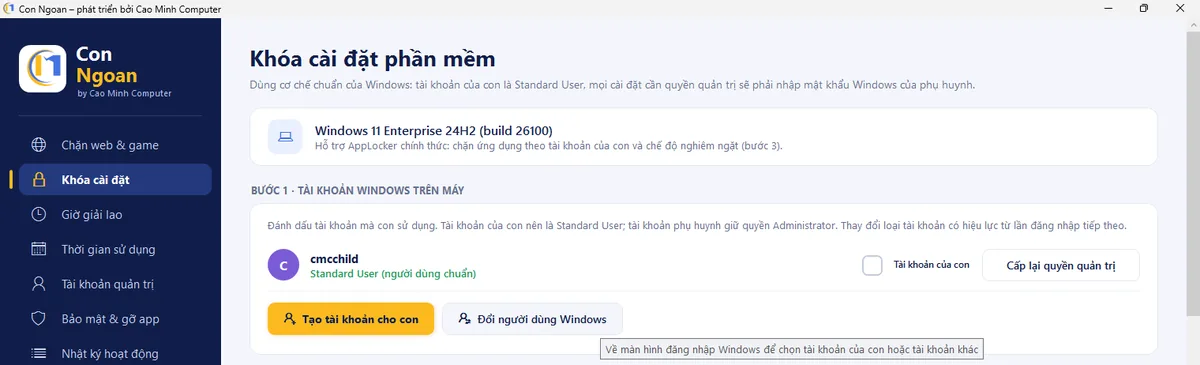 Con Ngoan – phát triển bởi Cao Minh Computer
Con
Ngoan
by Cao Minh Computer
Chặn web & game
Khóa cài đặt
Giờ giải lao
Thời gian sử dụng
Tài khoản quản trị
Bảo mật & gỡ app
Nhật ký hoạt động
Khóa cài đặt phần mềm
Dùng cơ chế chuẩn của Windows: tài khoản của con là Standard User, mọi cài đặt cần quyền quản trị sẽ phải nhập mật khẩu Windows của phụ huynh.
Windows 11 Enterprise 24H2 (build 26100)
Hỗ trợ AppLocker chính thức: chặn ứng dụng theo tài khoản của con và chế độ nghiêm ngặt (bước 3).
BƯỚC 1 · TÀI KHOẢN WINDOWS TRÊN MÁY
Đánh dấu tài khoản mà con sử dụng. Tài khoản của con nên là Standard User; tài khoản phụ huynh giữ quyền Administrator. Thay đổi loại tài khoản có hiệu lực từ lần đăng nhập tiếp theo.
C
cmcchild
Standard User (người dùng chuẩn)
Tài khoản của con
Cấp lại quyền quản trị
Tạo tài khoản cho con
Đổi người dùng Windows
Về màn hình đăng nhập Windows để chọn tài khoản của con hoặc tài khoản khác